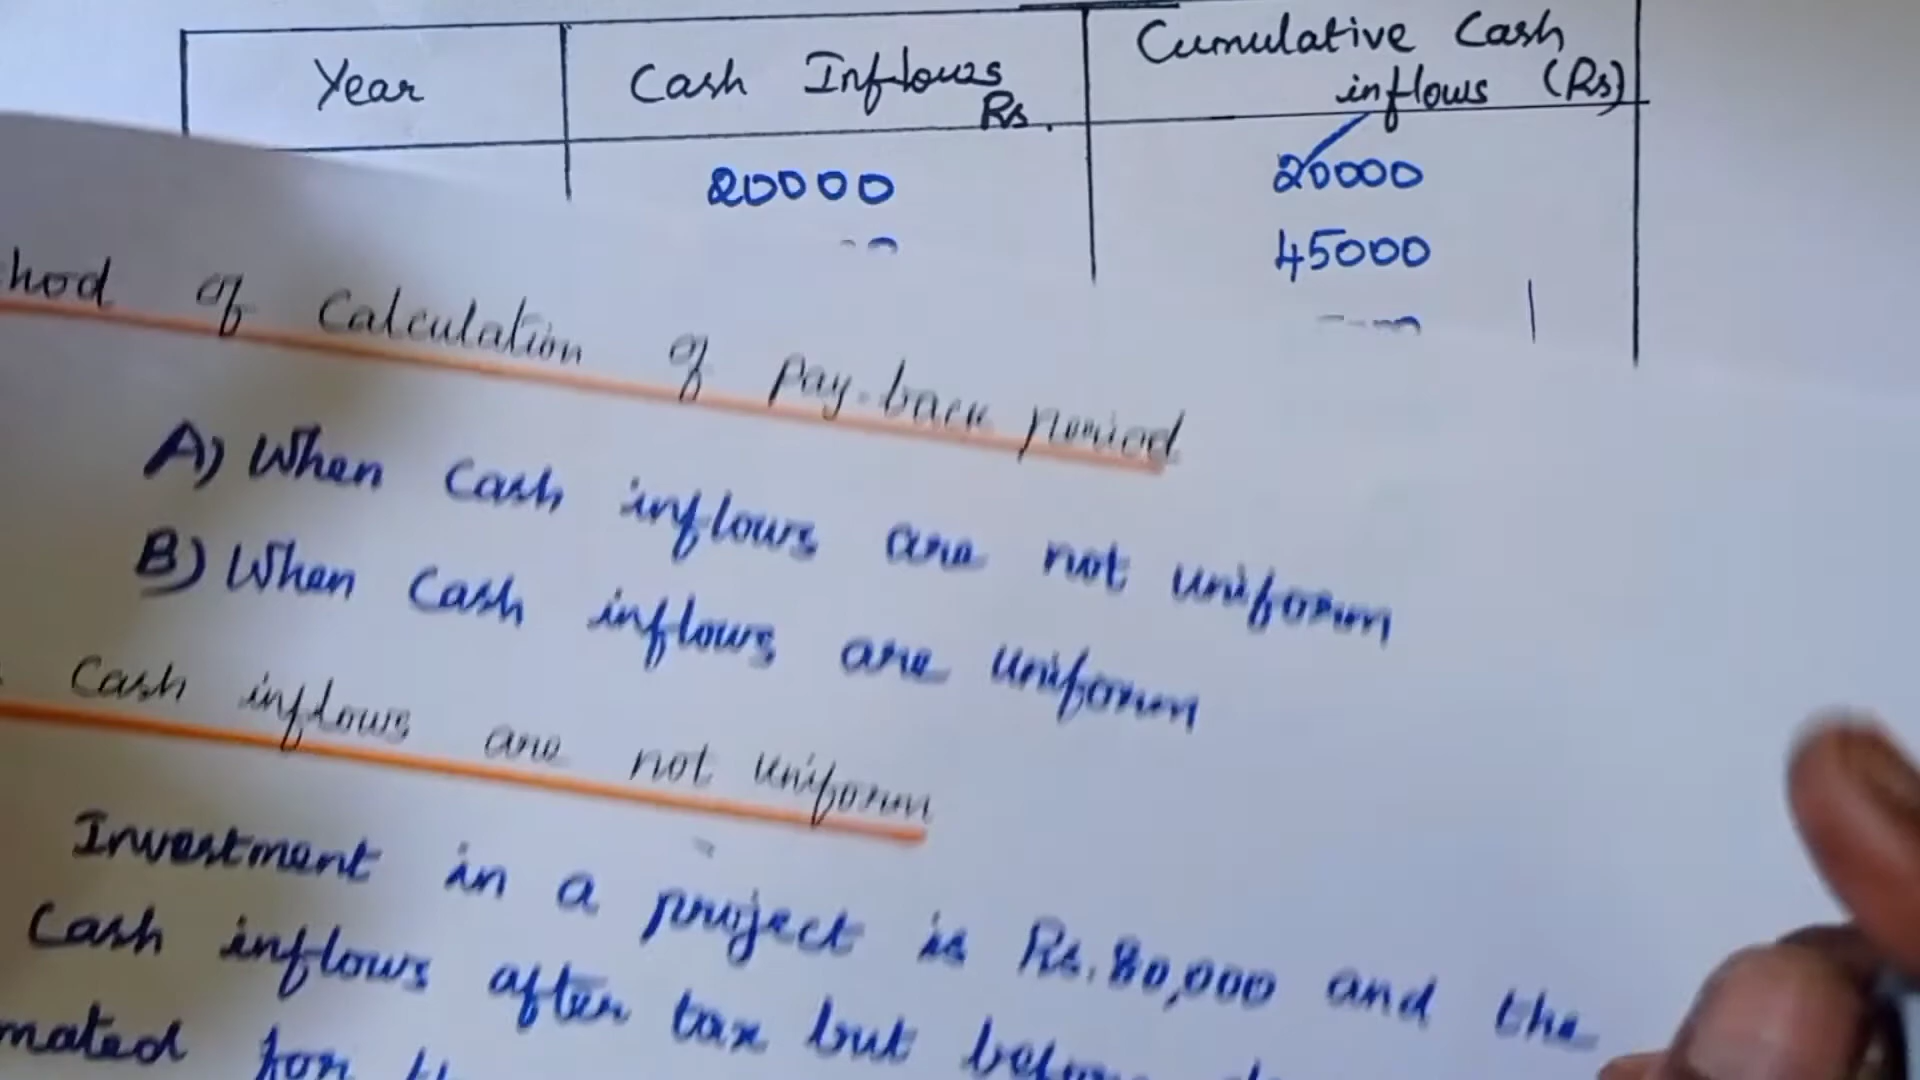 Year Cash Inflows Rs. Cumulative Cash inflows (Rs)
20000 20000
45000
of Calculation of Pay-back period
A) When Cash inflows are not uniform
B) When Cash inflows are uniform
Cash inflows are not uniform
Investment in a project is Rs. 80,000 and the
Cash inflows after tax but
for